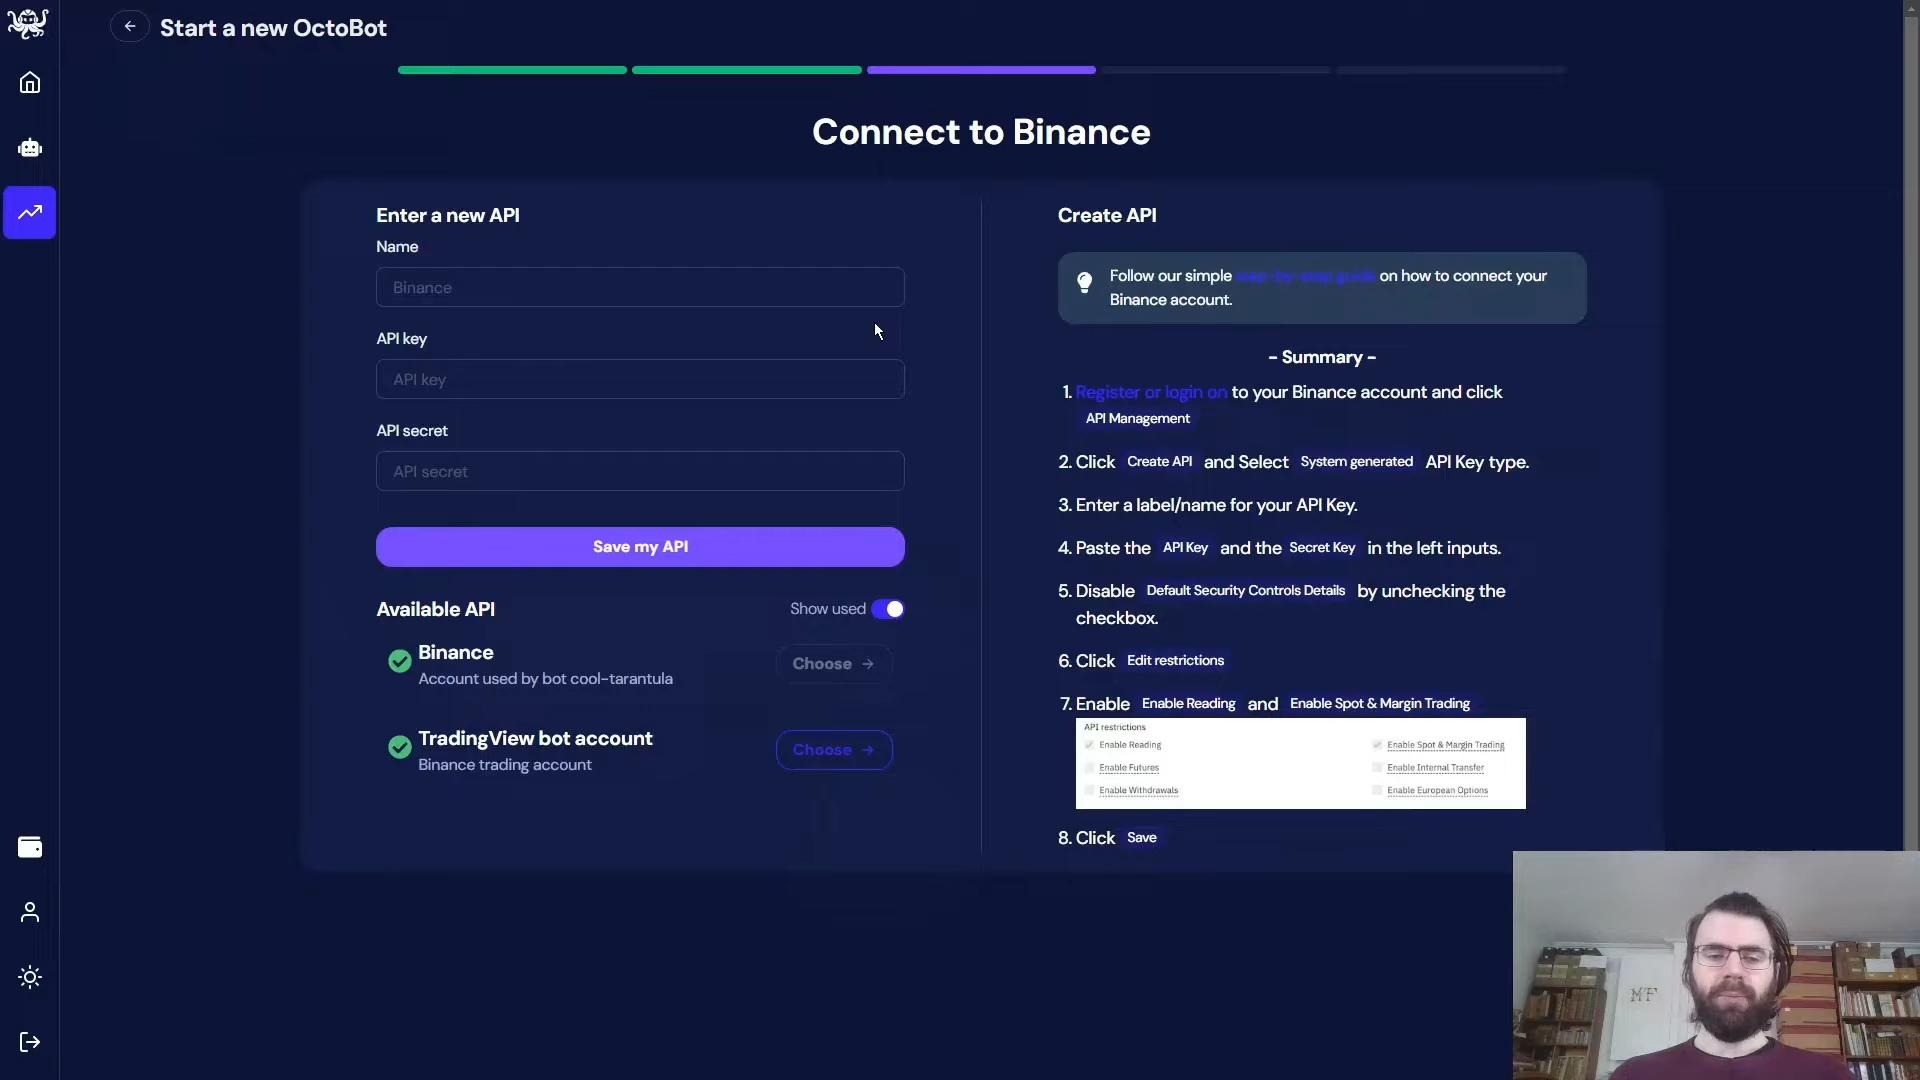 Start a new OctoBot
Connect to Binance
Enter a new API
Name
Binance
API key
API key
API secret
API secret
Save my API
Available API
Show used
Binance
Account used by bot cool-tarantula
Choose →
TradingView bot account
Binance trading account
Choose →
Create API
Follow our simple step-by-step guide on how to connect your
Binance account.
- Summary -
1. Register or login on to your Binance account and click
API Management
2. Click Create API and Select System generated API Key type.
3. Enter a label/name for your API Key.
4. Paste the API Key and the Secret Key in the left inputs.
5. Disable Default Security Controls Details by unchecking the
checkbox.
6. Click Edit restrictions
7. Enable Enable Reading and Enable Spot & Margin Trading
API restrictions
Enable Reading
Enable Spot & Margin Trading
Enable Futures
Enable Internal Transfer
Enable Withdrawals
Enable European Options
8. Click Save
MF